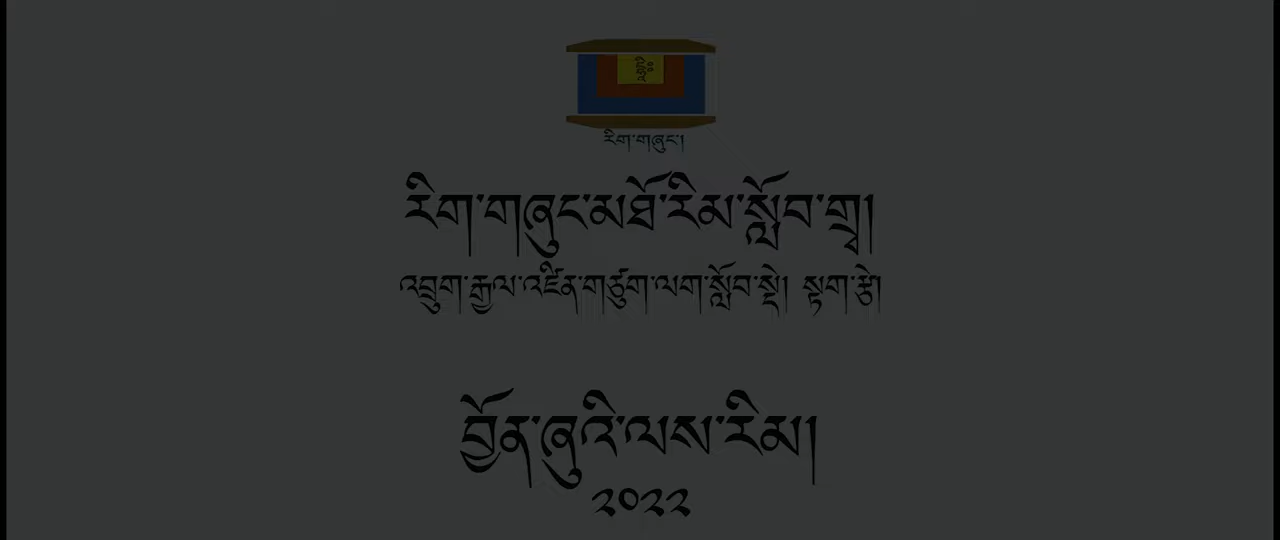 རིག་གཞུང་།
རིག་གཞུང་མཐོ་རིམ་སློབ་གྲྭ།
འབྲུག་རྒྱལ་འཛིན་གཙུག་ལག་སློབ་སྡེ། སྟག་རྩེ།
བྱོན་ཞུའི་ལས་རིམ།
༢༠༢༢